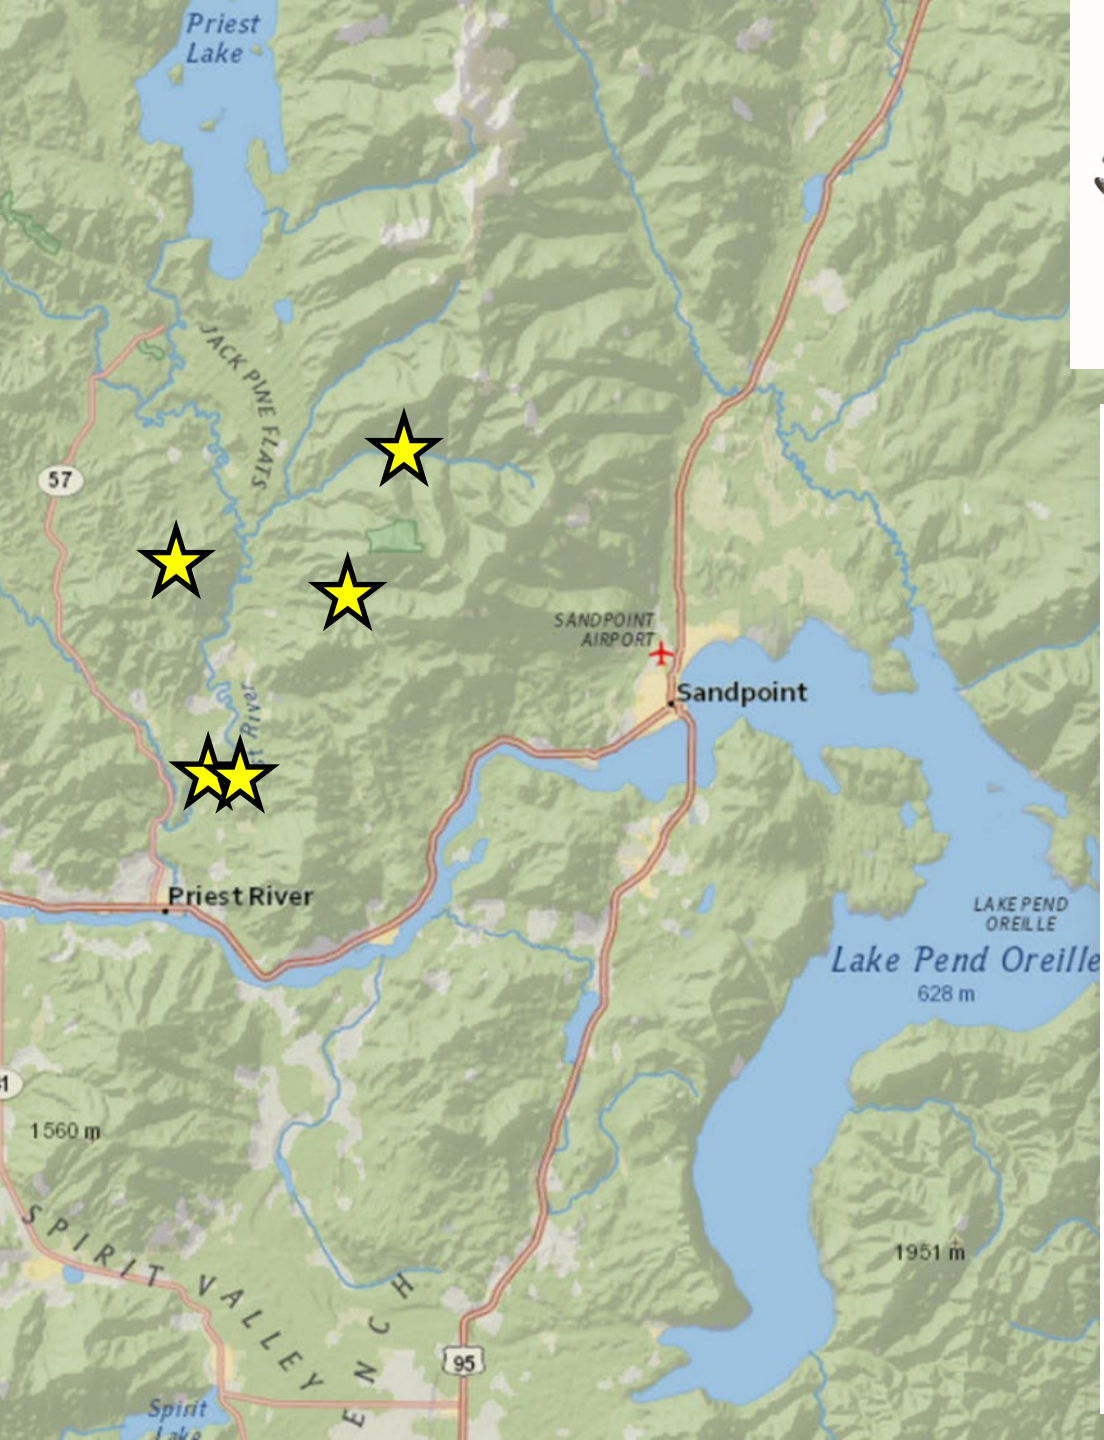 Priest
Lake
JACK PINE FLATS
57
SANDPOINT
AIRPORT
Sandpoint
River
Priest River
LAKE PEND
OREILLE
Lake Pend Oreille
628 m
1560 m
SPIRIT VALLEY
1951 m
95
Spirit
Lake